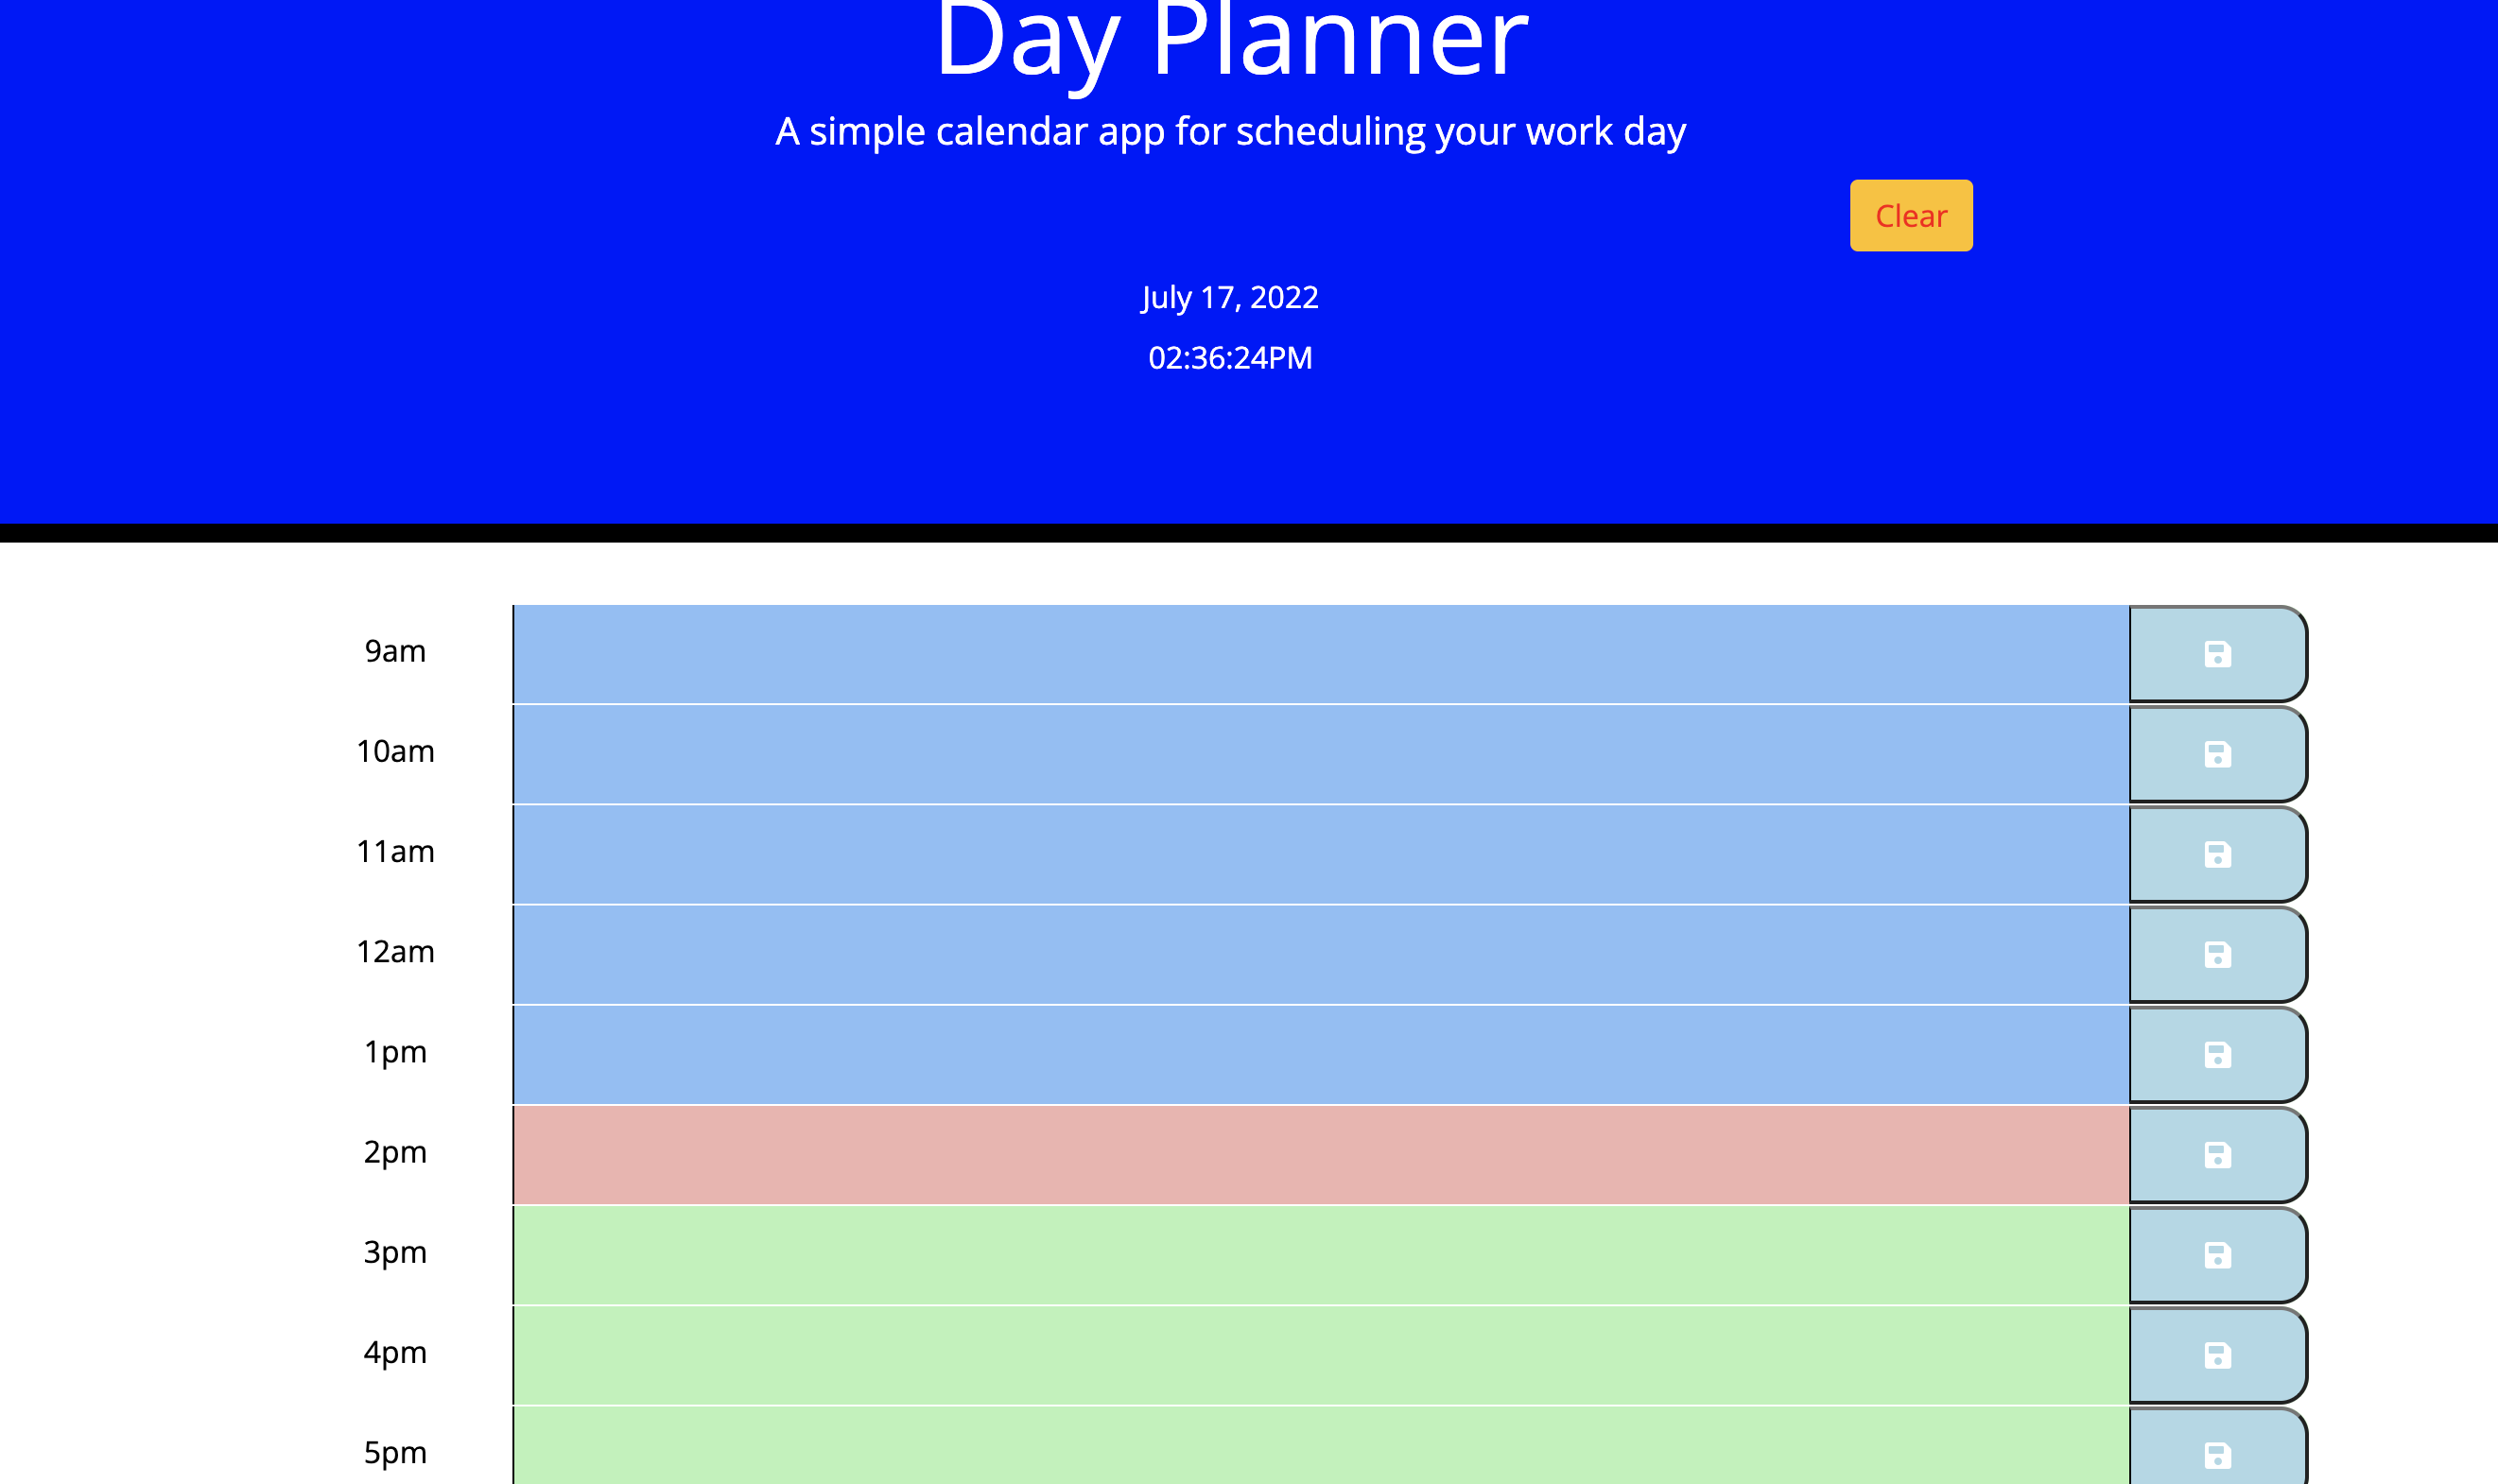 Day Planner
A simple calendar app for scheduling your work day
Clear
July 17, 2022
02:36:24PM
9am
10am
11am
12am
1pm
2pm
3pm
4pm
5pm